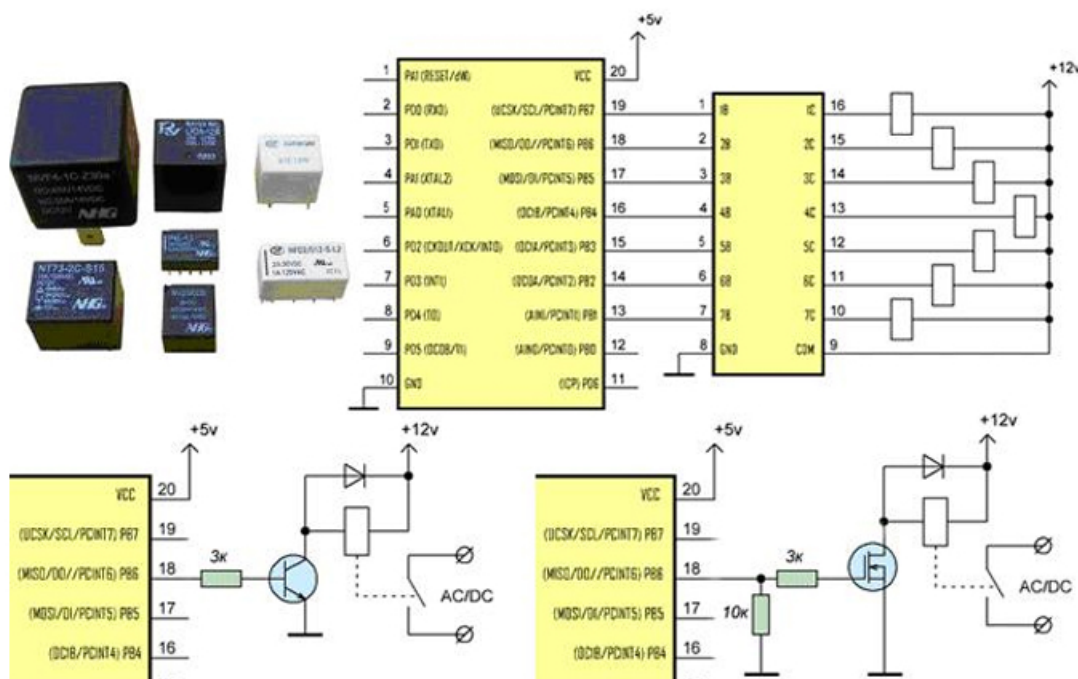 +5v
1 PA1 (RESET/dW) VCC 20
2 PD0 (RXD) (UCSK/SCL/PCINT7) PB7 19
3 PD1 (TXD) (MISO/DO//PCINT6) PB6 18
4 PA1 (XTAL2) (MOSI/DI/PCINT5) PB5 17
5 PA0 (XTAL1) (OC1B/PCINT4) PB4 16
6 PD2 (CKOUT/XCK/INT0) (OC1A/PCINT3) PB3 15
7 PD3 (INT1) (OC0A/PCINT2) PB2 14
8 PD4 (T0) (AIN1/PCINT1) PB1 13
9 PD5 (OC0B/T1) (AIN0/PCINT0) PB0 12
10 GND (ICP) PD6 11
+12v
1 1B 1C 16
2 2B 2C 15
3 3B 3C 14
4 4B 4C 13
5 5B 5C 12
6 6B 6C 11
7 7B 7C 10
8 GND COM 9
NHG
NT73-2C-S15
NHG
+5v
+12v
VCC 20
(UCSK/SCL/PCINT7) PB7 19
(MISO/DO//PCINT6) PB6 18
3к
(MOSI/DI/PCINT5) PB5 17
(OC1B/PCINT4) PB4 16
AC/DC
+5v
+12v
VCC 20
(UCSK/SCL/PCINT7) PB7 19
(MISO/DO//PCINT6) PB6 18
3к
(MOSI/DI/PCINT5) PB5 17
10к
(OC1B/PCINT4) PB4 16
AC/DC